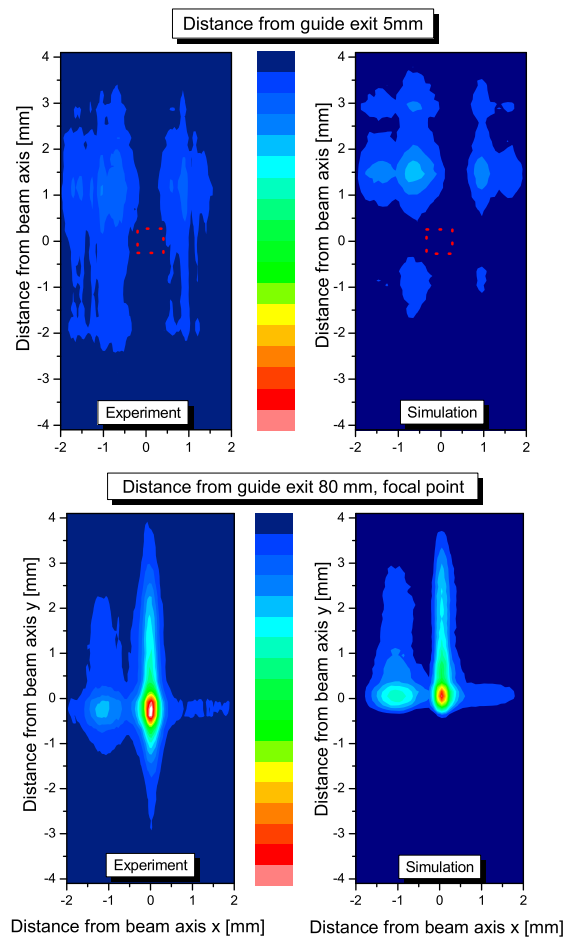 Distance from guide exit 5mm
Distance from beam axis [mm]
4
3
2
1
0
-1
-2
-3
-4
Experiment
-2 -1 0 1 2
Distance from beam axis [mm]
4
3
2
1
0
-1
-2
-3
-4
Simulation
-2 -1 0 1 2
Distance from guide exit 80 mm, focal point
Distance from beam axis y [mm]
4
3
2
1
0
-1
-2
-3
-4
Experiment
-2 -1 0 1 2
Distance from beam axis x [mm]
Distance from beam axis y [mm]
4
3
2
1
0
-1
-2
-3
-4
Simulation
-2 -1 0 1 2
Distance from beam axis x [mm]